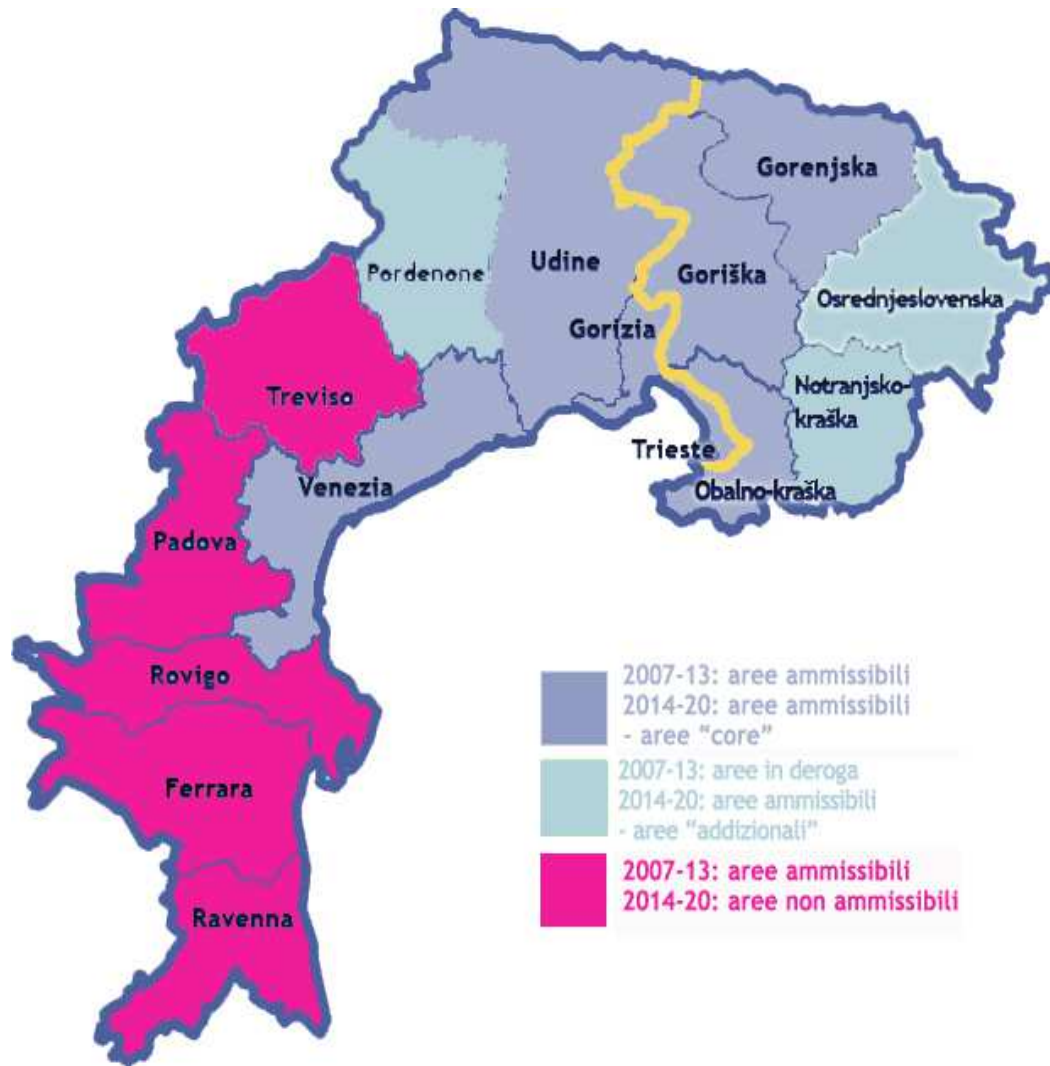 Gorenjska
Udine
Pordenone
Goriška
Osrednjeslovenska
Gorízia
Treviso
Notranjsko-
kraška
Trieste
Venezia
Obalno-kraška
Padova
Rovigo
Ferrara
Ravenna
2007-13: aree ammissibili
2014-20: aree ammissibili
- aree "core"
2007-13: aree in deroga
2014-20: aree ammissibili
- aree "addizionali"
2007-13: aree ammissibili
2014-20: aree non ammissibili